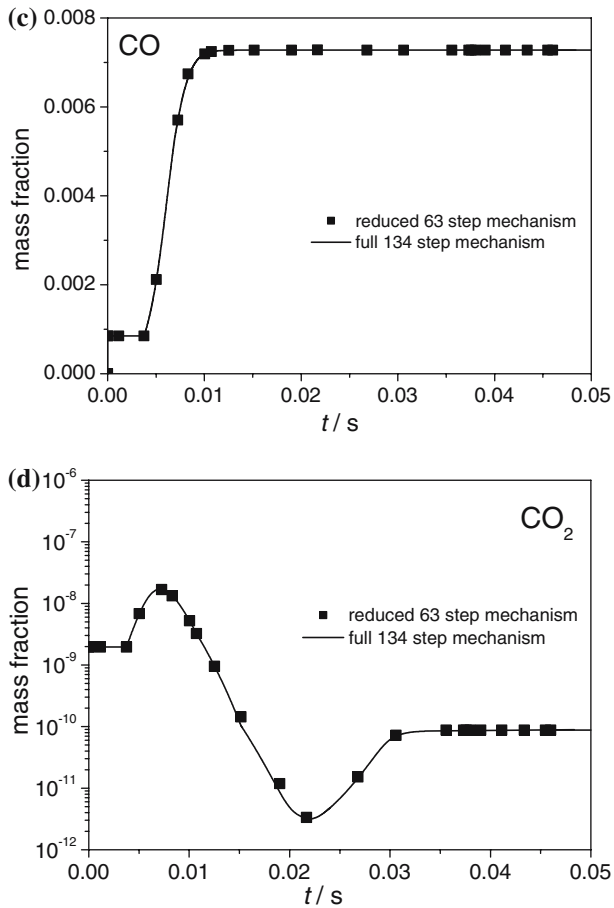 (c)
CO
0.008
0.006
0.004
0.002
0.000
mass fraction
reduced 63 step mechanism
full 134 step mechanism
0.00 0.01 0.02 0.03 0.04 0.05
t / s
(d)
CO₂
10⁻⁶
10⁻⁷
10⁻⁸
10⁻⁹
10⁻¹⁰
10⁻¹¹
10⁻¹²
mass fraction
reduced 63 step mechanism
full 134 step mechanism
0.00 0.01 0.02 0.03 0.04 0.05
t / s